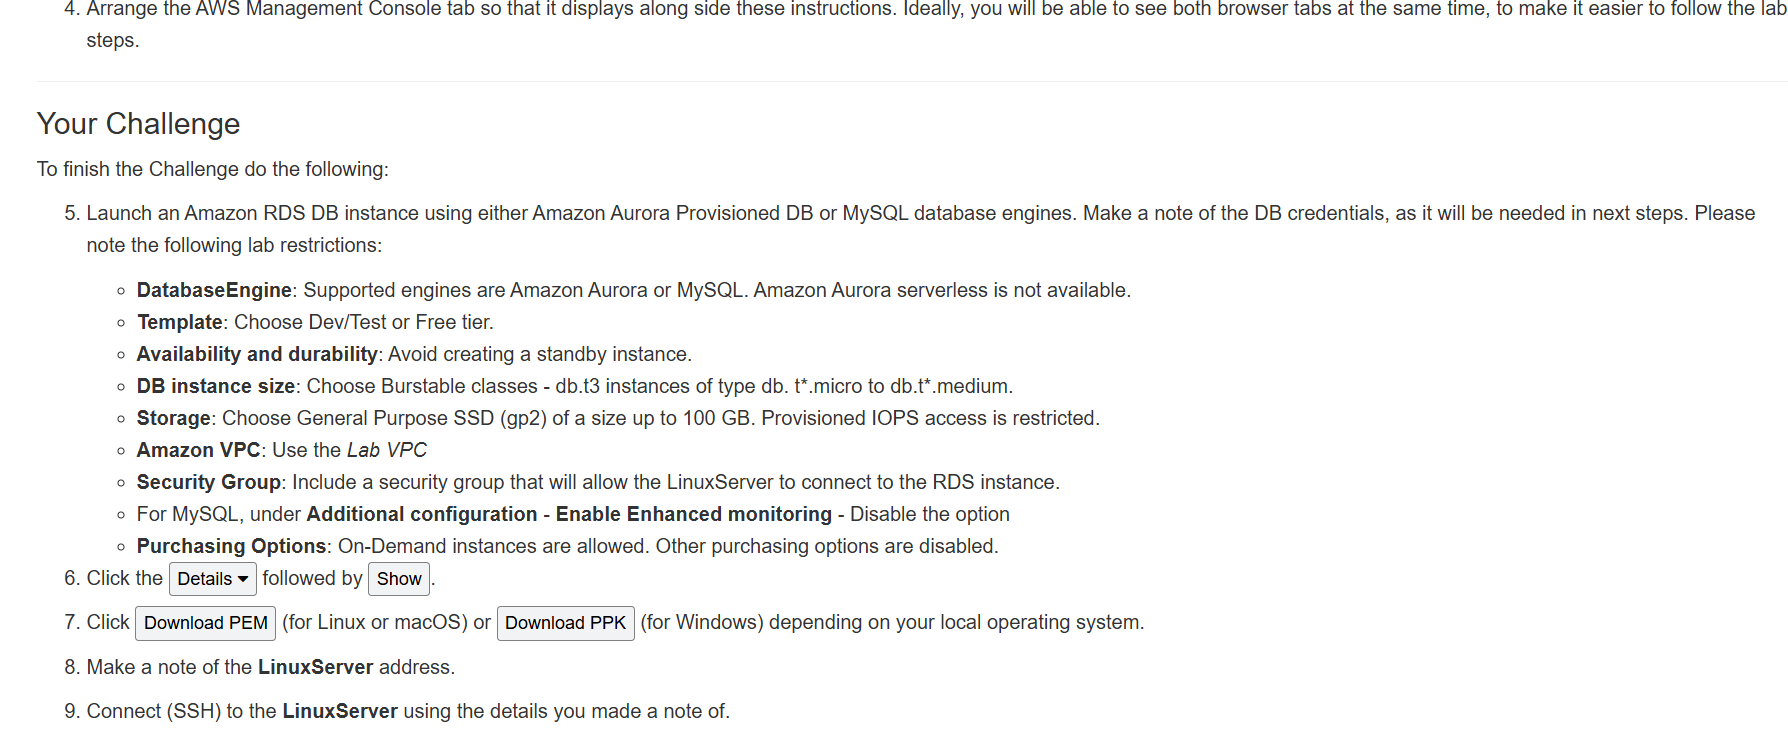 4. Arrange the AWS Management Console tab so that it displays along side these instructions. Ideally, you will be able to see both browser tabs at the same time, to make it easier to follow the lab
steps.
Your Challenge
To finish the Challenge do the following:
5. Launch an Amazon RDS DB instance using either Amazon Aurora Provisioned DB or MySQL database engines. Make a note of the DB credentials, as it will be needed in next steps. Please
note the following lab restrictions:
◦ DatabaseEngine: Supported engines are Amazon Aurora or MySQL. Amazon Aurora serverless is not available.
◦ Template: Choose Dev/Test or Free tier.
◦ Availability and durability: Avoid creating a standby instance.
◦ DB instance size: Choose Burstable classes - db.t3 instances of type db. t*.micro to db.t*.medium.
◦ Storage: Choose General Purpose SSD (gp2) of a size up to 100 GB. Provisioned IOPS access is restricted.
◦ Amazon VPC: Use the Lab VPC
◦ Security Group: Include a security group that will allow the LinuxServer to connect to the RDS instance.
◦ For MySQL, under Additional configuration - Enable Enhanced monitoring - Disable the option
◦ Purchasing Options: On-Demand instances are allowed. Other purchasing options are disabled.
6. Click the Details ▾ followed by Show.
7. Click Download PEM (for Linux or macOS) or Download PPK (for Windows) depending on your local operating system.
8. Make a note of the LinuxServer address.
9. Connect (SSH) to the LinuxServer using the details you made a note of.